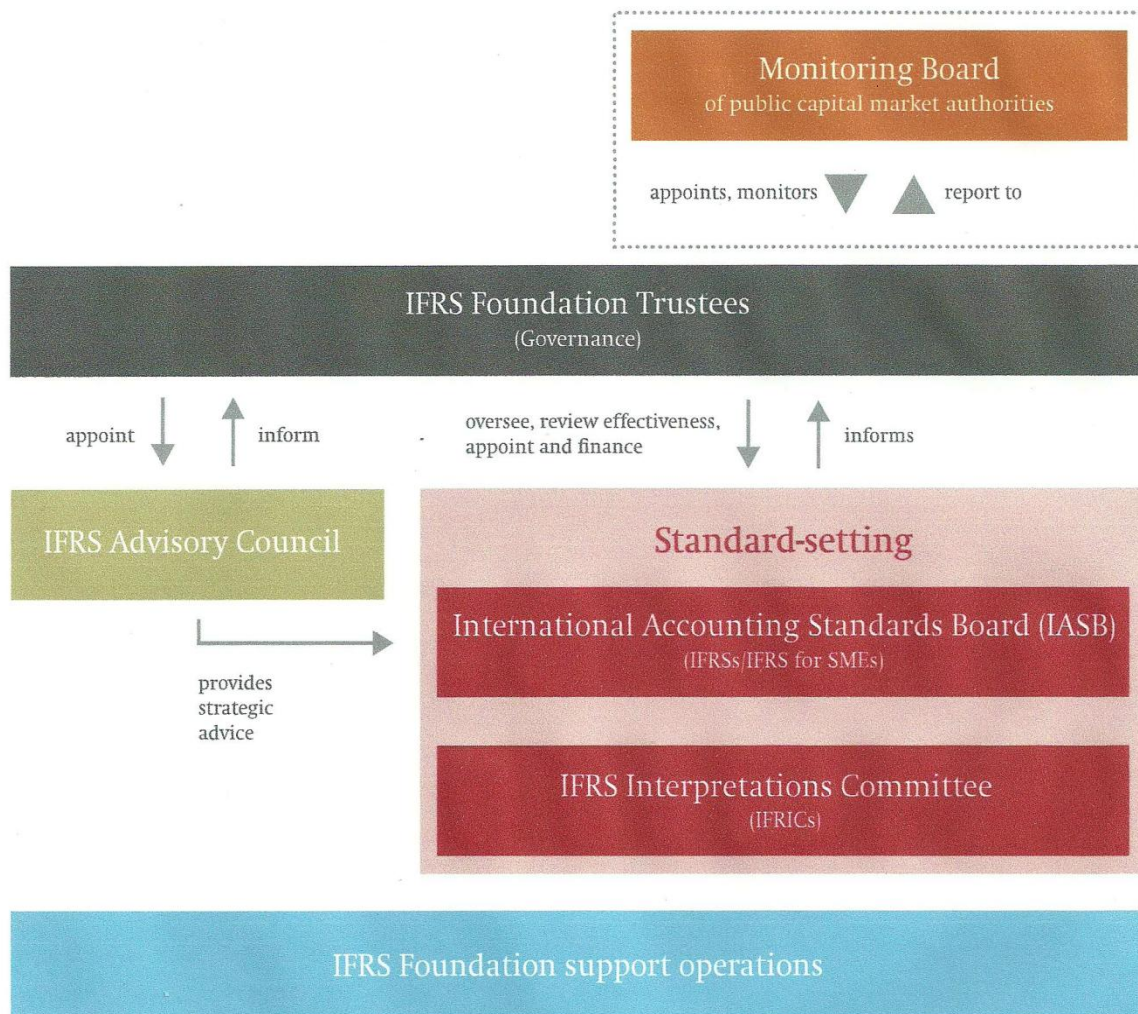 Monitoring Board
of public capital market authorities
appoints, monitors
report to
IFRS Foundation Trustees
(Governance)
appoint
inform
oversee, review effectiveness,
appoint and finance
informs
IFRS Advisory Council
Standard-setting
International Accounting Standards Board (IASB)
(IFRSs/IFRS for SMEs)
provides
strategic
advice
IFRS Interpretations Committee
(IFRICs)
IFRS Foundation support operations